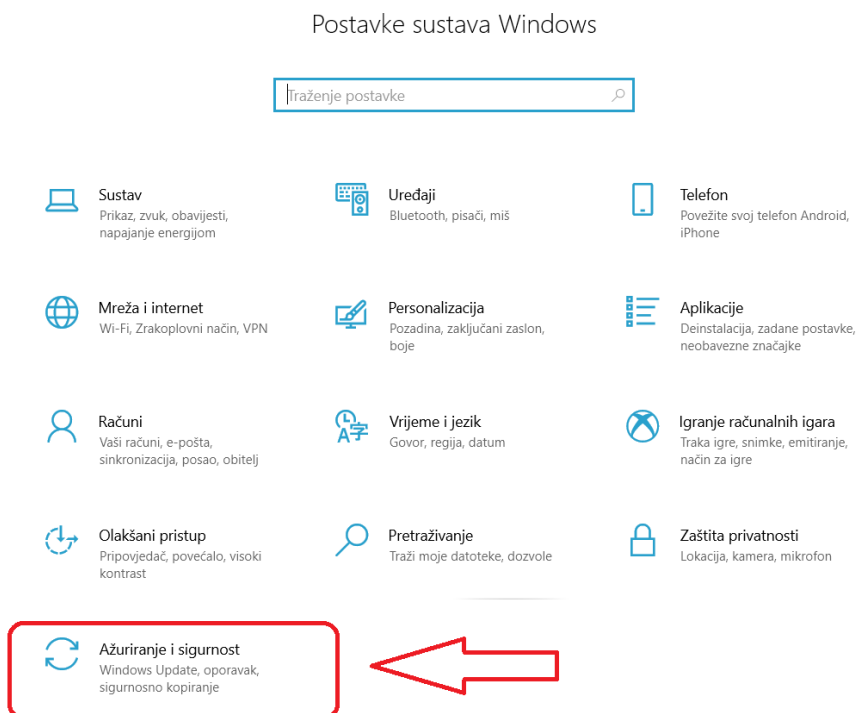 Postavke sustava Windows
Traženje postavke
Sustav
Prikaz, zvuk, obavijesti,
napajanje energijom
Uređaji
Bluetooth, pisači, miš
Telefon
Povežite svoj telefon Android,
iPhone
Mreža i internet
Wi-Fi, Zrakoplovni način, VPN
Personalizacija
Pozadina, zaključani zaslon,
boje
Aplikacije
Deinstalacija, zadane postavke,
neobavezne značajke
Računi
Vaši računi, e-pošta,
sinkronizacija, posao, obitelj
Vrijeme i jezik
Govor, regija, datum
Igranje računalnih igara
Traka igre, snimke, emitiranje,
način za igre
Olakšani pristup
Pripovjedač, povećalo, visoki
kontrast
Pretraživanje
Traži moje datoteke, dozvole
Zaštita privatnosti
Lokacija, kamera, mikrofon
Ažuriranje i sigurnost
Windows Update, oporavak,
sigurnosno kopiranje